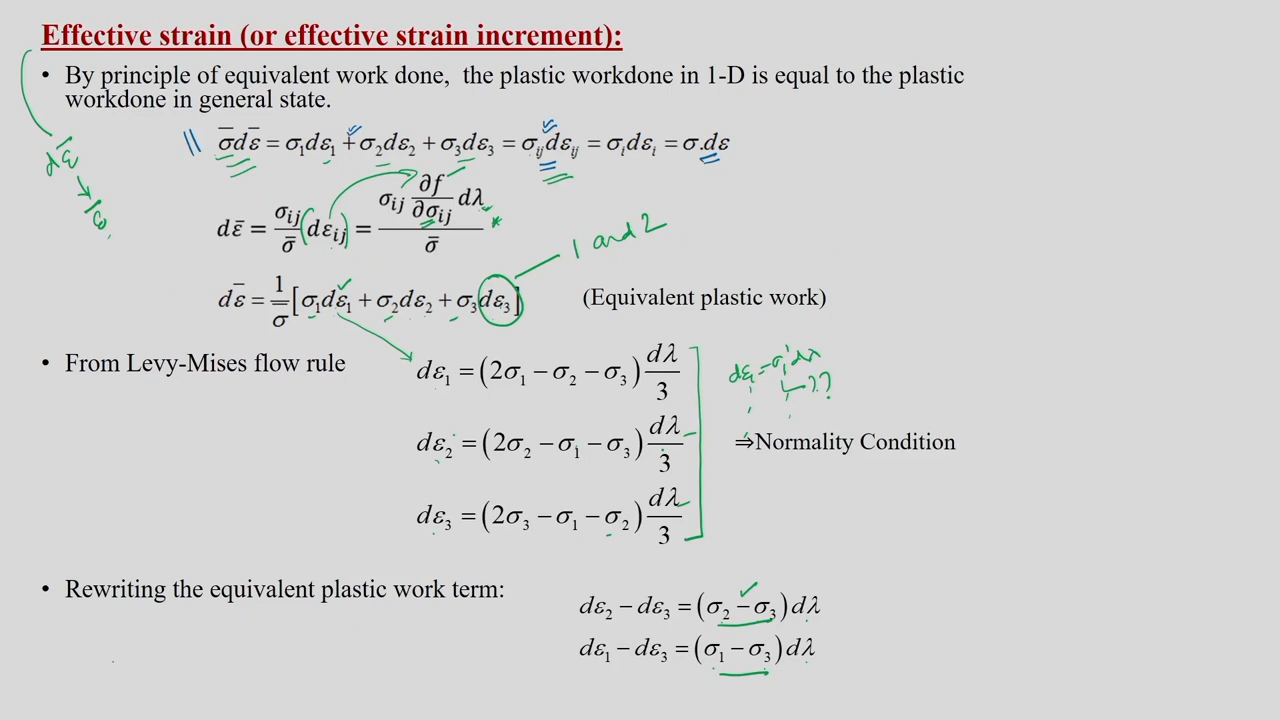 Effective strain (or effective strain increment):
• By principle of equivalent work done, the plastic workdone in 1-D is equal to the plastic
workdone in general state.
σ̅dε̅ = σ₁dε₁ + σ₂dε₂ + σ₃dε₃ = σᵢⱼdεᵢⱼ = σᵢdεᵢ = σ.dε
dε̅
ε̅
dε̅ = σᵢⱼ/σ̅ (dεᵢⱼ) = (σᵢⱼ ∂f/∂σᵢⱼ dλ)/σ̅ *
1 and 2
dε̅ = 1/σ̅ [σ₁dε₁ + σ₂dε₂ + σ₃dε₃] (Equivalent plastic work)
• From Levy-Mises flow rule
dε₁ = (2σ₁ − σ₂ − σ₃) dλ/3
dε₁ = σ₁' dλ
??
dε₂ = (2σ₂ − σ₁ − σ₃) dλ/3 ⇒Normality Condition
dε₃ = (2σ₃ − σ₁ − σ₂) dλ/3
• Rewriting the equivalent plastic work term:
dε₂ − dε₃ = (σ₂ − σ₃)dλ
dε₁ − dε₃ = (σ₁ − σ₃)dλ